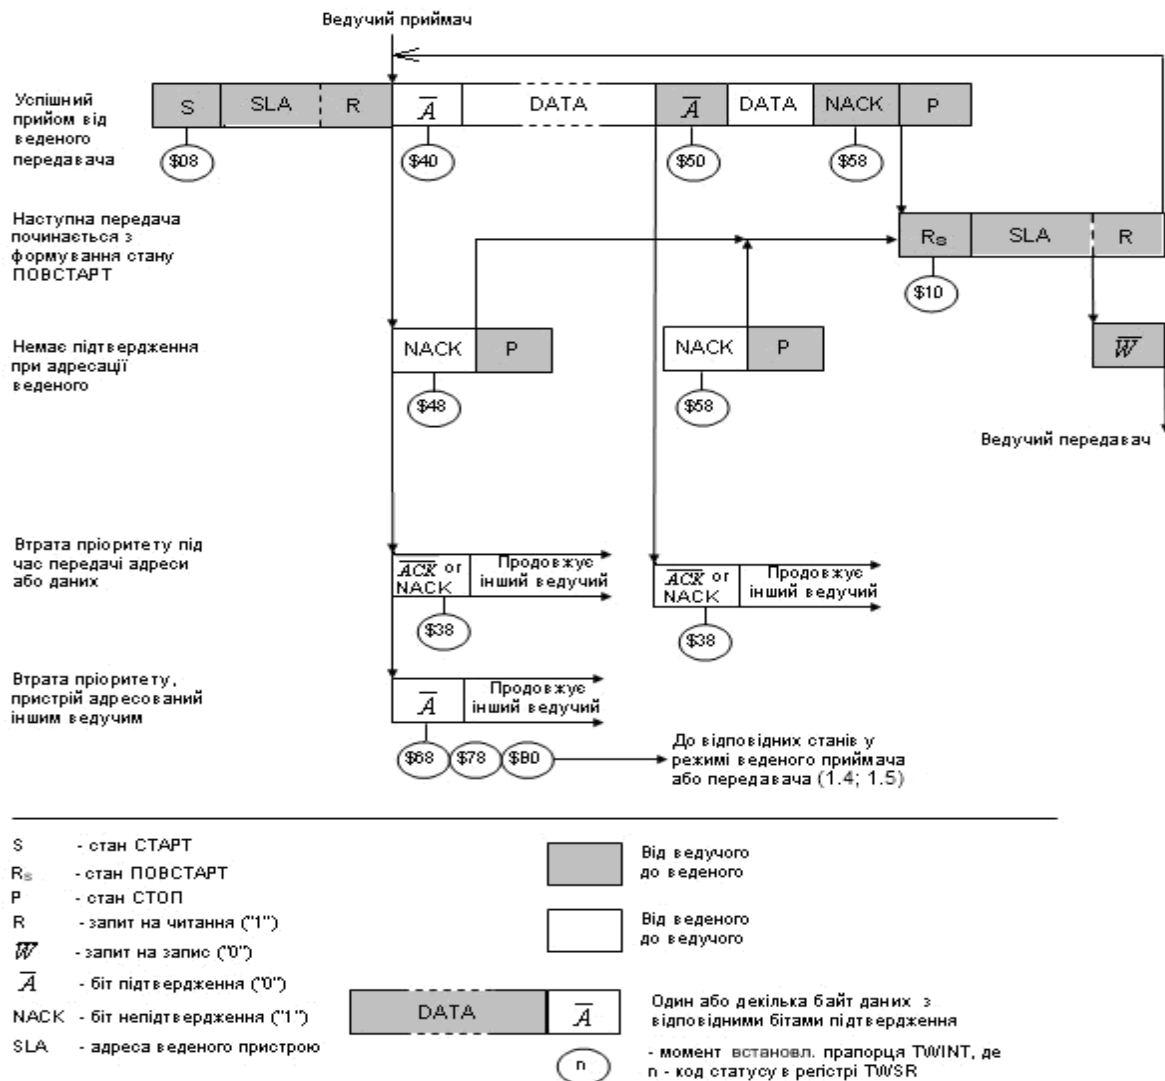 Ведучий приймач
Успішний
прийом від
веденого
передавача
S SLA R A DATA A DATA NACK P
$08 $40 $50 $58
Наступна передача
починається з
формування стану
ПОВСТАРТ
Rs SLA R
$10
Немає підтвердження
при адресації
веденого
NACK P NACK P W
$48 $58
Ведучий передавач
Втрата пріоритету під
час передачі адреси
або даних
ACK or
NACK
Продовжує
інший ведучий
ACK or
NACK
Продовжує
інший ведучий
$38 $38
Втрата пріоритету,
пристрій адресований
іншим ведучим
A
Продовжує
інший ведучий
$68 $78 $B0
До відповідних станів у
режимі веденого приймача
або передавача (1.4; 1.5)
S - стан СТАРТ
Rs - стан ПОВСТАРТ
P - стан СТОП
R - запит на читання ("1")
W - запит на запис ("0")
A - біт підтвердження ("0")
NACK - біт непідтвердження ("1")
SLA - адреса веденого пристрою
Від ведучого
до веденого
Від веденого
до ведучого
DATA A
Один або декілька байт даних з
відповідними бітами підтвердження
n
- момент встановл. прапорця TWINT, де
n - код статусу в регістрі TWSR